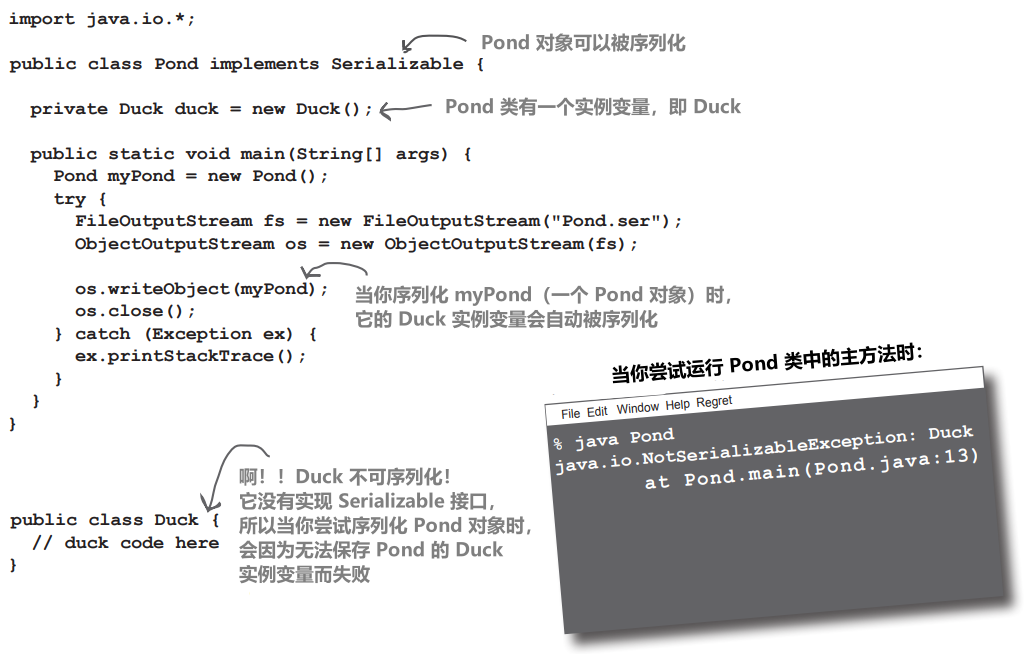 import java.io.*;
Pond 对象可以被序列化
public class Pond implements Serializable {
private Duck duck = new Duck();
Pond 类有一个实例变量，即 Duck
public static void main(String[] args) {
Pond myPond = new Pond();
try {
FileOutputStream fs = new FileOutputStream("Pond.ser");
ObjectOutputStream os = new ObjectOutputStream(fs);
os.writeObject(myPond);
os.close();
当你序列化 myPond（一个 Pond 对象）时，
它的 Duck 实例变量会自动被序列化
} catch (Exception ex) {
ex.printStackTrace();
}
}
}
当你尝试运行 Pond 类中的主方法时：
File Edit Window Help Regret
% java Pond
java.io.NotSerializableException: Duck
at Pond.main(Pond.java:13)
啊！！Duck 不可序列化！
它没有实现 Serializable 接口，
所以当你尝试序列化 Pond 对象时，
会因为无法保存 Pond 的 Duck
实例变量而失败
public class Duck {
// duck code here
}